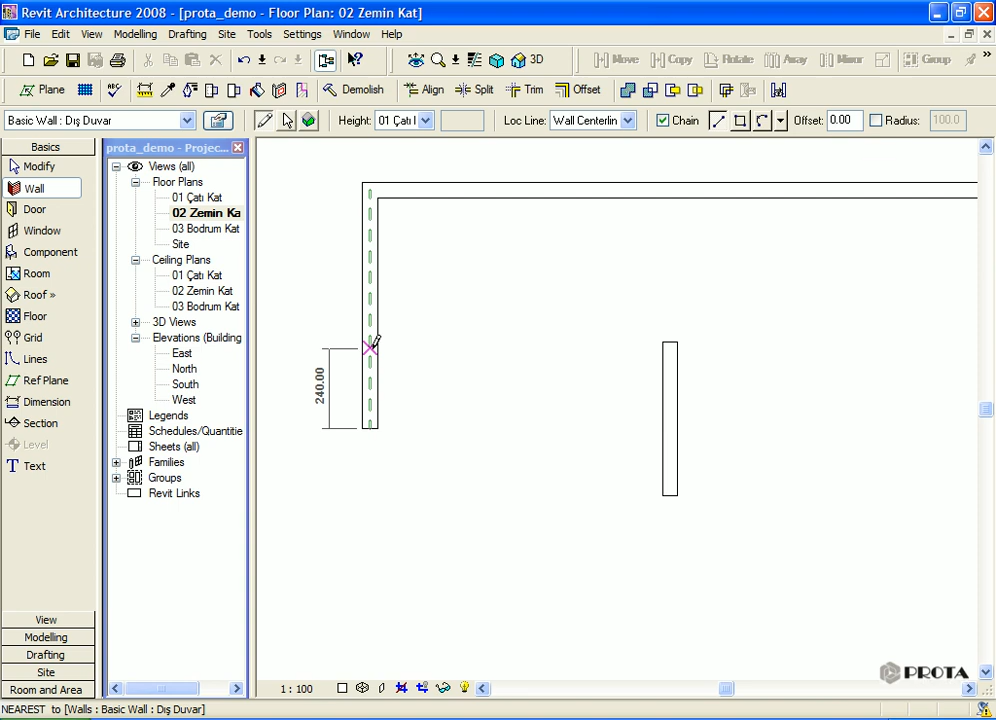 Revit Architecture 2008 - [prota_demo - Floor Plan: 02 Zemin Kat]
File Edit View Modelling Drafting Site Tools Settings Window Help
3D Move Copy Rotate Array Mirror Group
Plane Demolish Align Split Trim Offset
Basic Wall : Dış Duvar Height: 01 Çatı Loc Line: Wall Centerlin Chain Offset: 0.00 Radius: 100.0
Basics
Modify
Wall
Door
Window
Component
Room
Roof »
Floor
Grid
Lines
Ref Plane
Dimension
Section
Level
Text
View
Modelling
Drafting
Site
Room and Area
prota_demo - Projec...
Views (all)
Floor Plans
01 Çatı Kat
02 Zemin Ka
03 Bodrum Kat
Site
Ceiling Plans
01 Çatı Kat
02 Zemin Kat
03 Bodrum Kat
3D Views
Elevations (Building
East
North
South
West
Legends
Schedules/Quantitie
Sheets (all)
Families
Groups
Revit Links
240.00
PROTA
1 : 100
NEAREST to [Walls : Basic Wall : Dış Duvar]